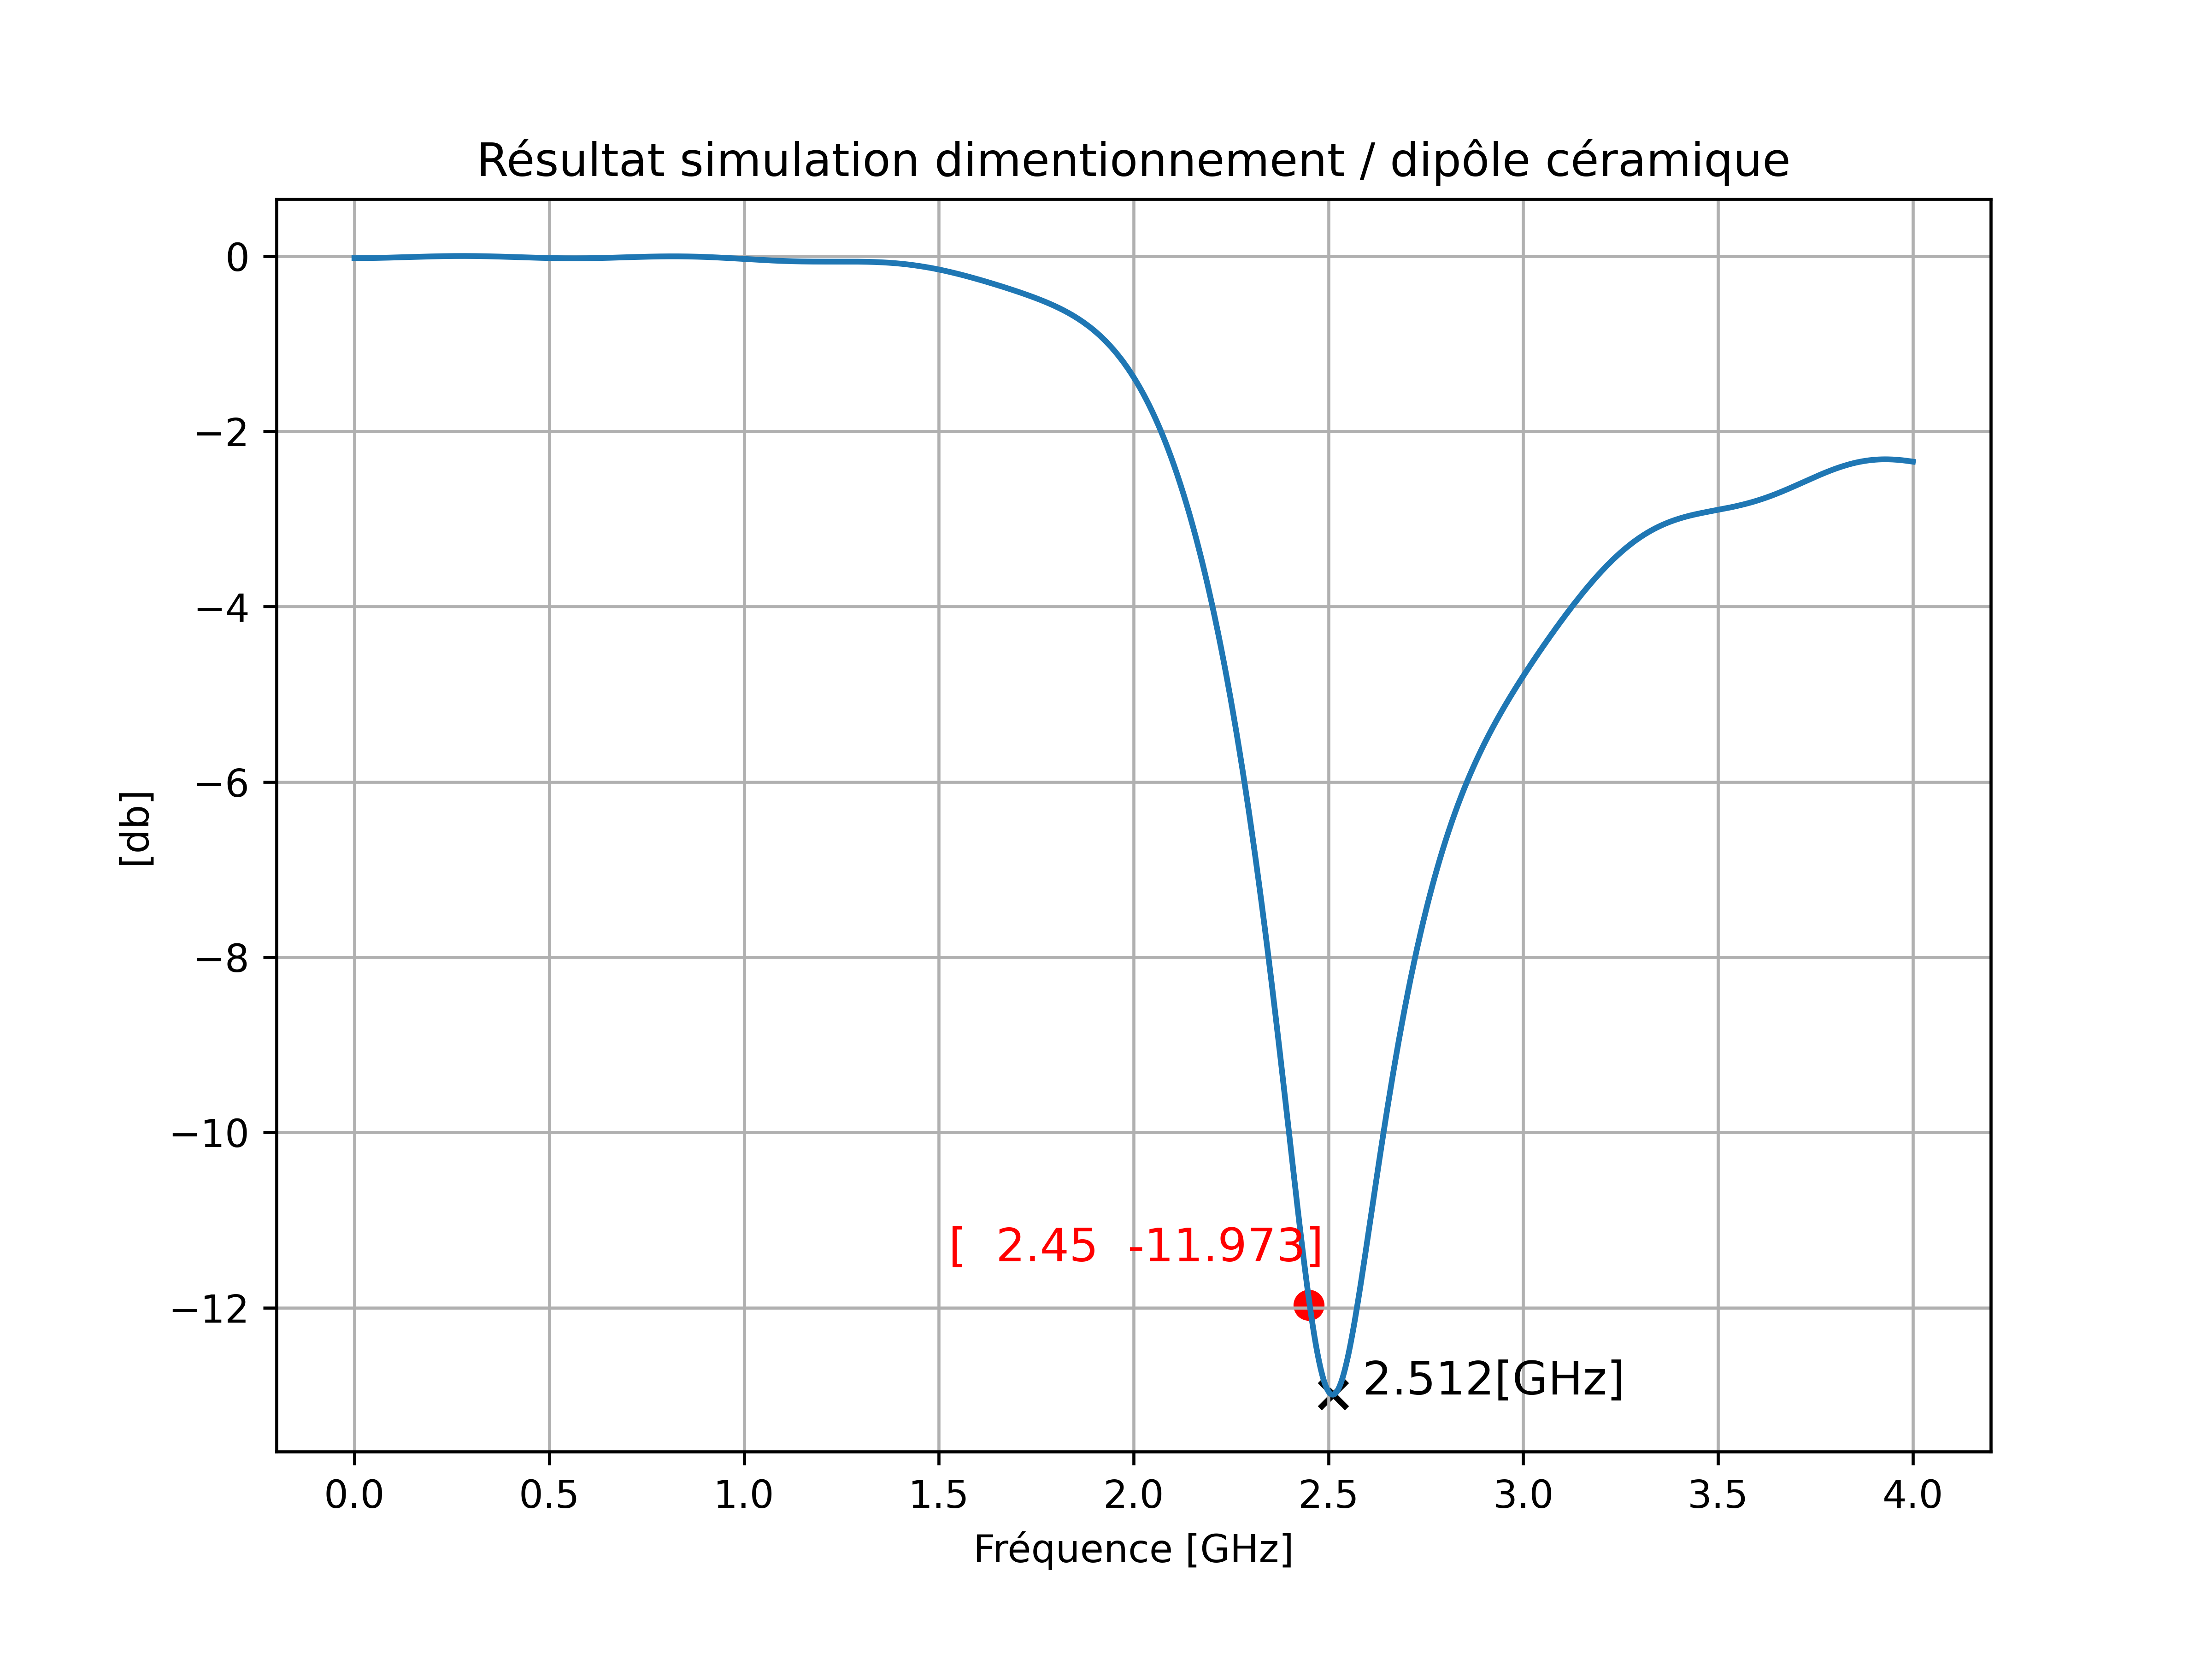 Résultat simulation dimentionnement / dipôle céramique
0
−2
−4
−6
−8
−10
−12
[db]
[ 2.45 -11.973]
2.512[GHz]
0.0 0.5 1.0 1.5 2.0 2.5 3.0 3.5 4.0
Fréquence [GHz]